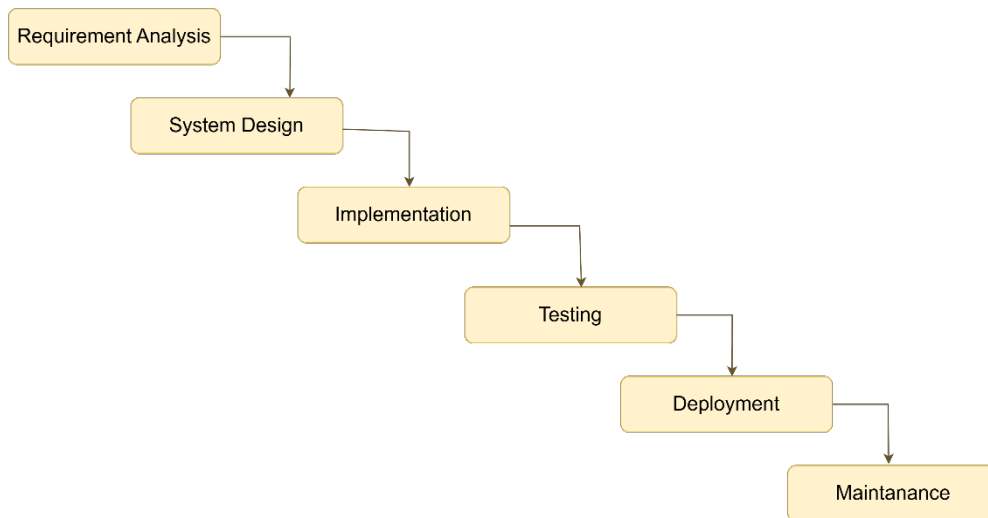 Requirement Analysis
System Design
Implementation
Testing
Deployment
Maintanance